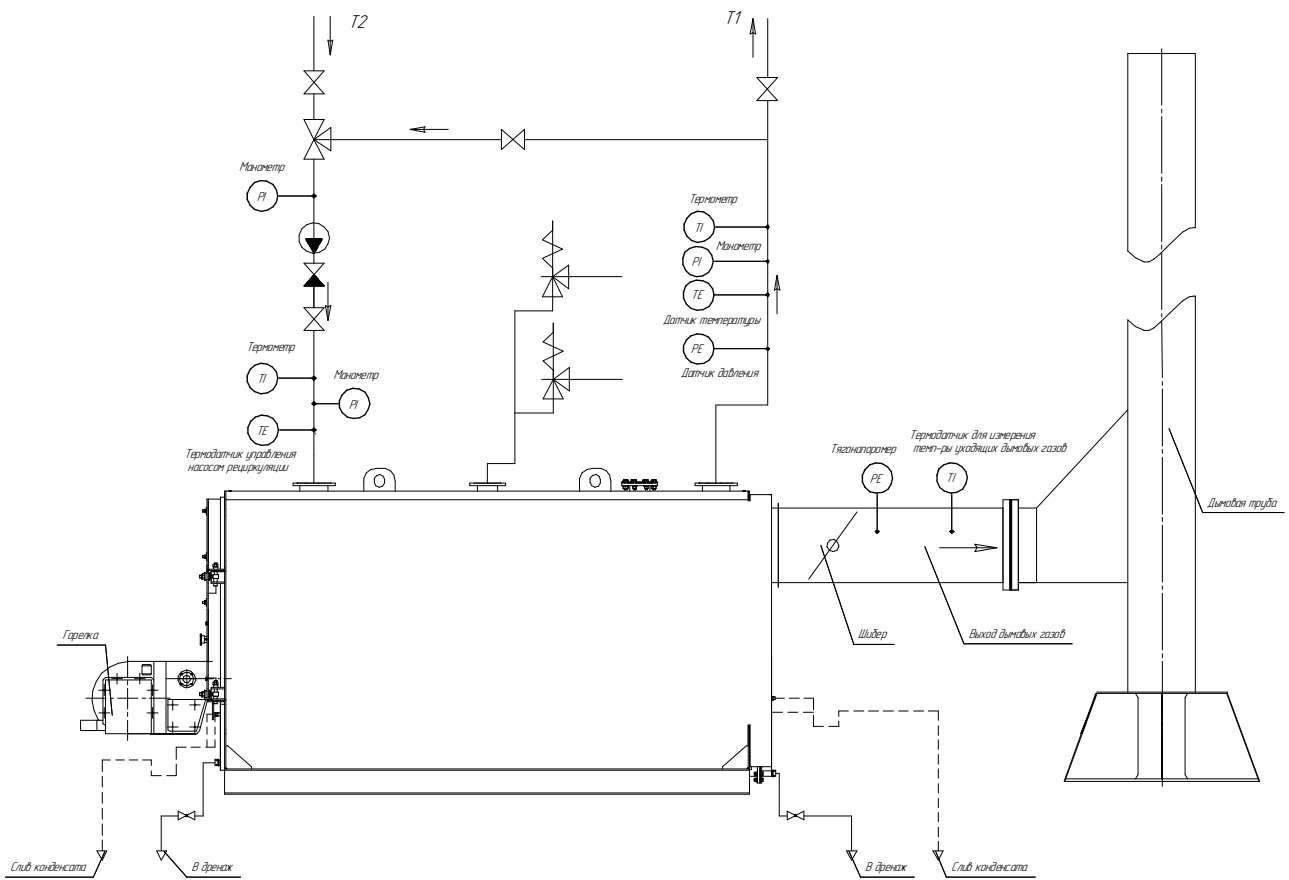 T2
T1
Манометр
PI
Термометр
TI
Манометр
PI
TE
Датчик температуры
PE
Датчик давления
Термометр
TI
Манометр
PI
TE
Термодатчик управления
насосом рециркуляции
Тягонапоромер
PE
Термодатчик для измерения
темп-ры уходящих дымовых газов
TI
Дымовая труба
Горелка
Шибер
Выход дымовых газов
Слив конденсата
В дренаж
В дренаж
Слив конденсата